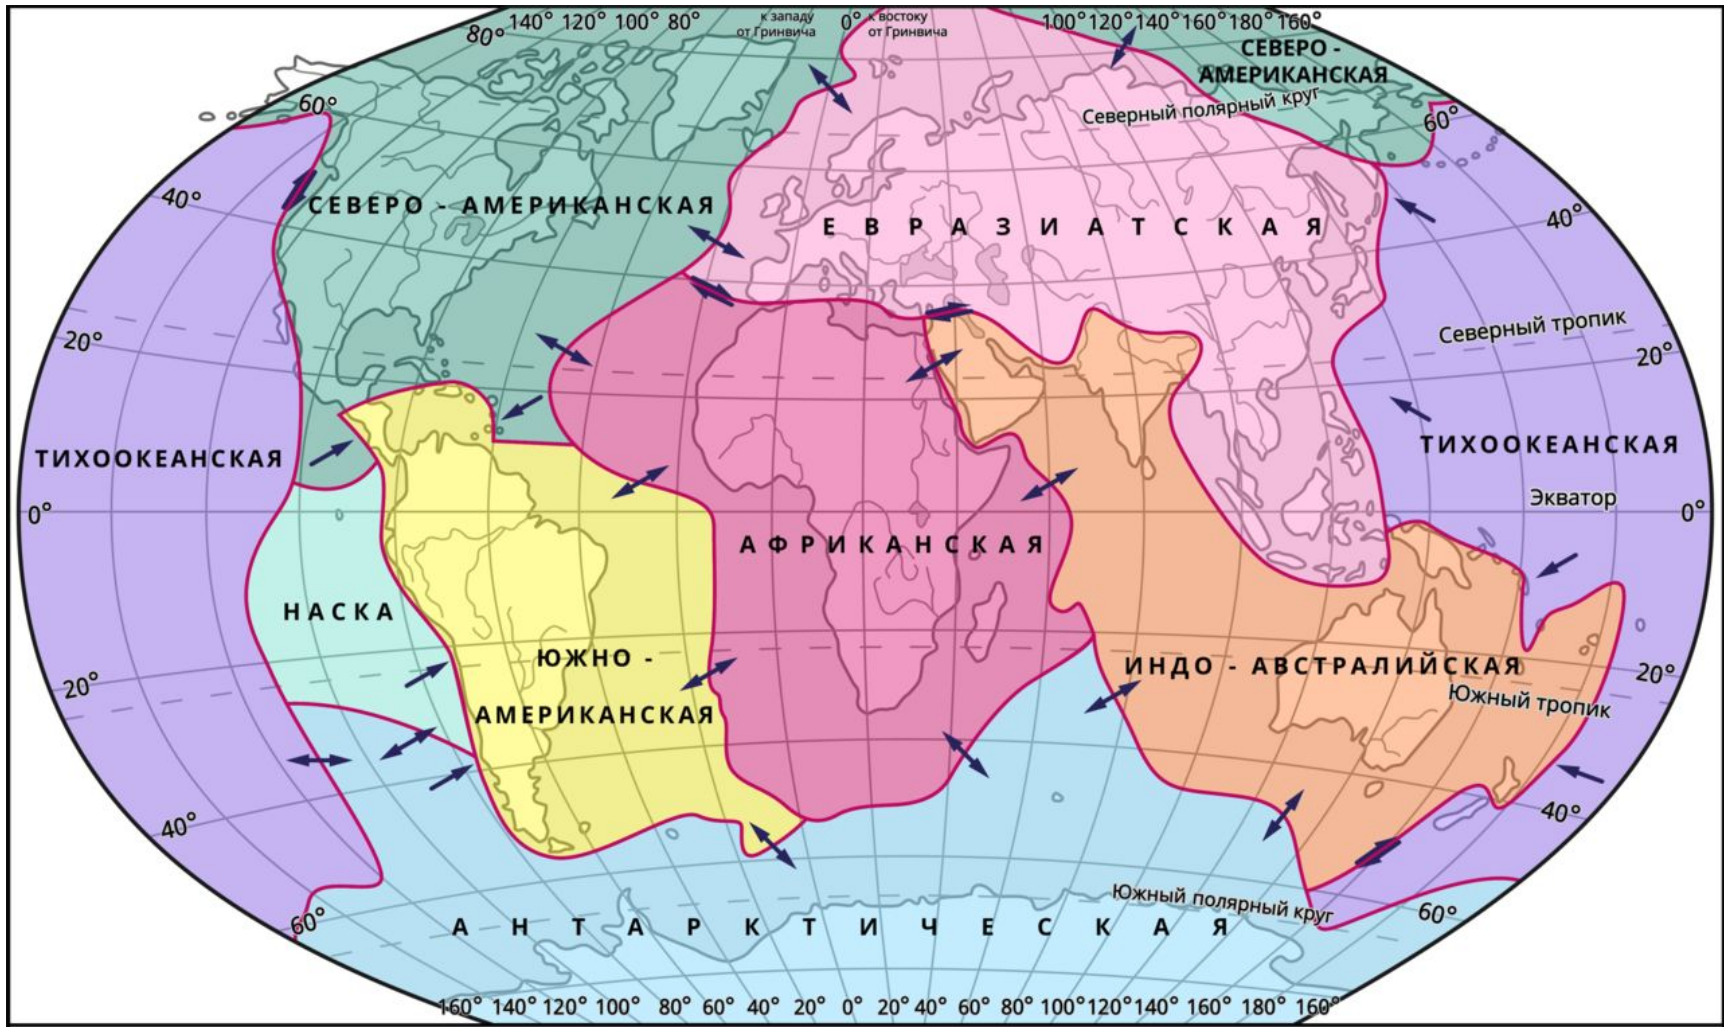 140° 120° 100° 80° к западу 0° к востоку 100° 120° 140° 160° 180° 160°
от Гринвича от Гринвича
80°
СЕВЕРО -
АМЕРИКАНСКАЯ
60° Северный полярный круг 60°
40° СЕВЕРО - АМЕРИКАНСКАЯ ЕВРАЗИАТСКАЯ 40°
Северный тропик
20° 20°
ТИХООКЕАНСКАЯ ТИХООКЕАНСКАЯ
Экватор
0° 0°
АФРИКАНСКАЯ
НАСКА
ЮЖНО - ИНДО - АВСТРАЛИЙСКАЯ
20° 20°
АМЕРИКАНСКАЯ Южный тропик
40° 40°
Южный полярный круг
60° 60°
АНТАРКТИЧЕСКАЯ
160° 140° 120° 100° 80° 60° 40° 20° 0° 20° 40° 60° 80° 100° 120° 140° 160° 180° 160°